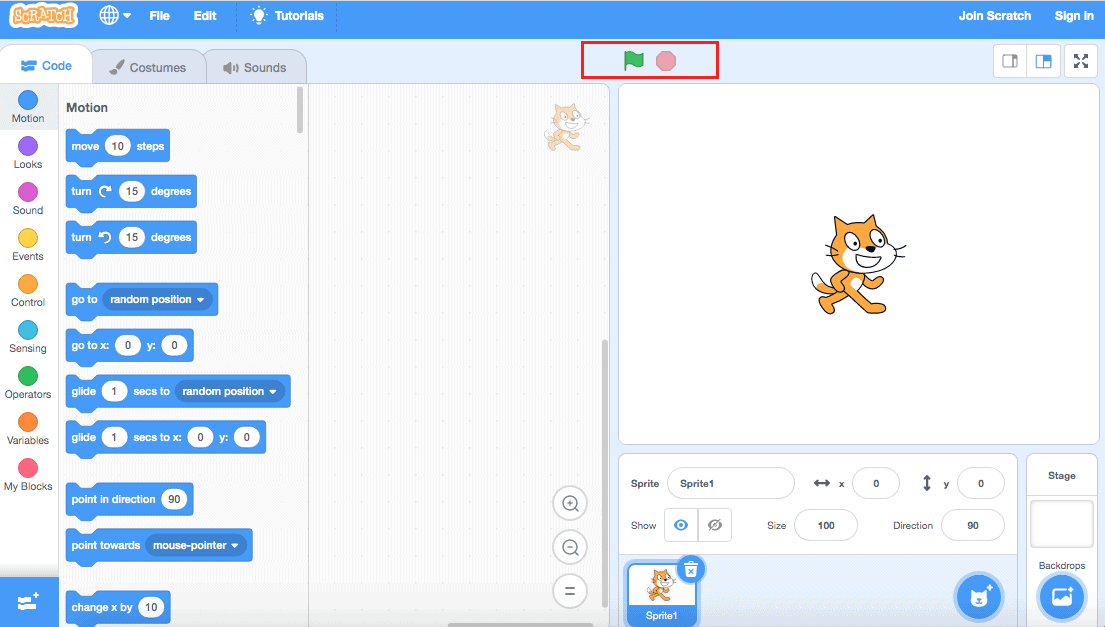 SCRATCH File Edit Tutorials Join Scratch Sign in
Code Costumes Sounds
Motion
Looks
Sound
Events
Control
Sensing
Operators
Variables
My Blocks
Motion
move 10 steps
turn 15 degrees
turn 15 degrees
go to random position
go to x: 0 y: 0
glide 1 secs to random position
glide 1 secs to x: 0 y: 0
point in direction 90
point towards mouse-pointer
change x by 10
Sprite Sprite1 x 0 y 0
Show Size 100 Direction 90
Sprite1
Stage
Backdrops